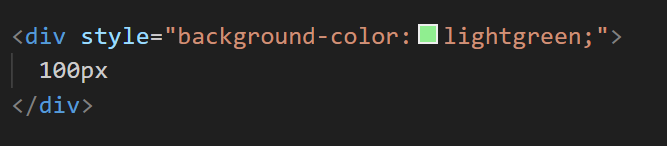 <div style="background-color: lightgreen;">
100px
</div>